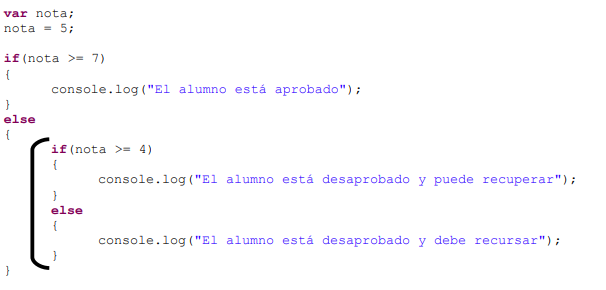 var nota;
nota = 5;
if(nota >= 7)
{
console.log("El alumno está aprobado");
}
else
{
if(nota >= 4)
{
console.log("El alumno está desaprobado y puede recuperar");
}
else
{
console.log("El alumno está desaprobado y debe recursar");
}
}